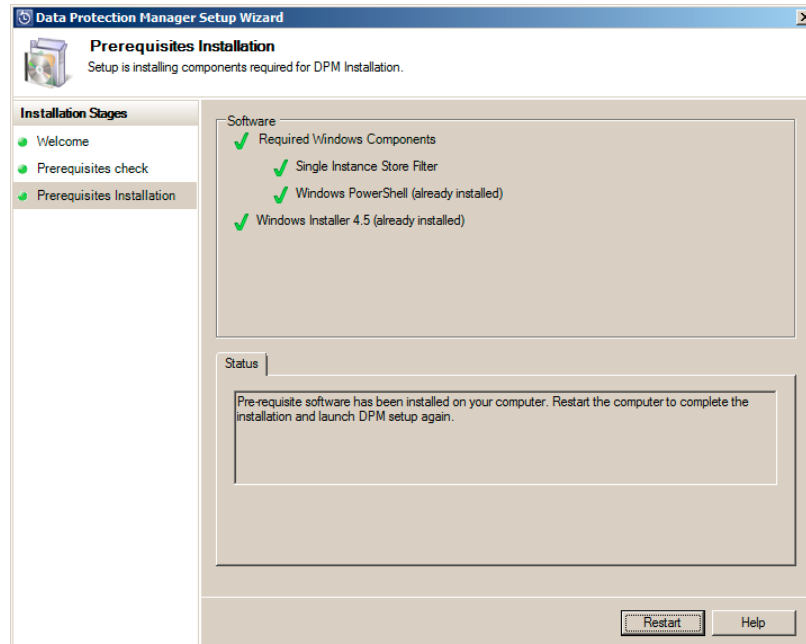 Data Protection Manager Setup Wizard
Prerequisites Installation
Setup is installing components required for DPM Installation.
Installation Stages
Welcome
Prerequisites check
Prerequisites Installation
Software
Required Windows Components
Single Instance Store Filter
Windows PowerShell (already installed)
Windows Installer 4.5 (already installed)
Status
Pre-requisite software has been installed on your computer. Restart the computer to complete the
installation and launch DPM setup again.
Restart
Help